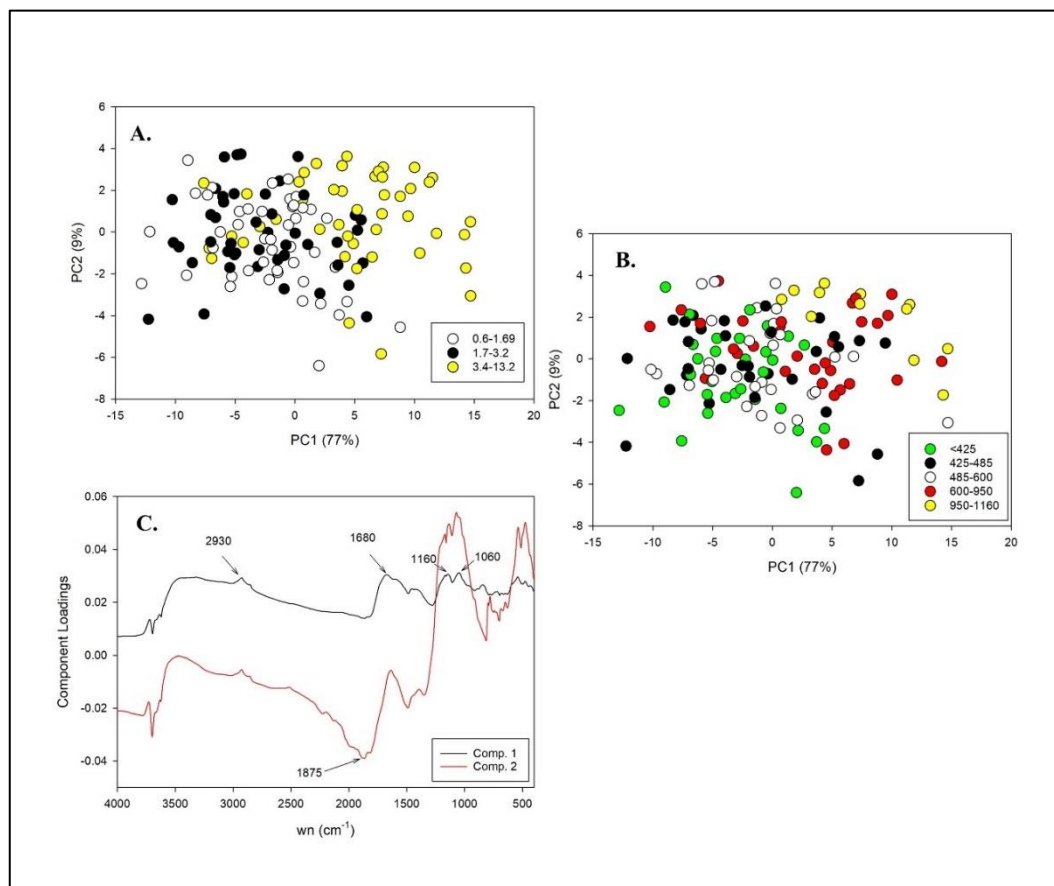 A.
6
4
2
0
-2
-4
-6
-8
PC2 (9%)
-15 -10 -5 0 5 10 15 20
PC1 (77%)
0.6-1.69
1.7-3.2
3.4-13.2
B.
6
4
2
0
-2
-4
-6
-8
PC2 (9%)
-15 -10 -5 0 5 10 15 20
PC1 (77%)
<425
425-485
485-600
600-950
950-1160
C.
0.06
0.04
0.02
0.00
-0.02
-0.04
Component Loadings
2930
1680
1160
1060
1875
Comp. 1
Comp. 2
4000 3500 3000 2500 2000 1500 1000 500
wn (cm-1)